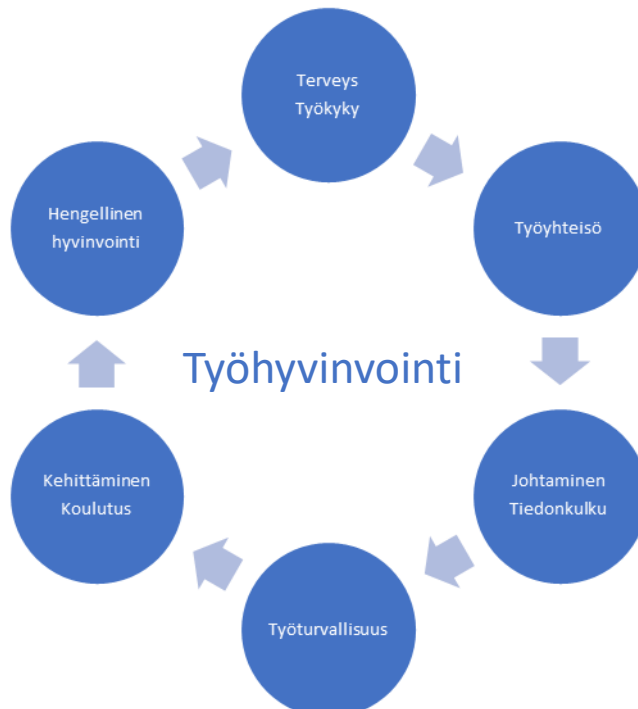 Terveys
Työkyky
Työyhteisö
Johtaminen
Tiedonkulku
Työturvallisuus
Kehittäminen
Koulutus
Hengellinen
hyvinvointi
Työhyvinvointi